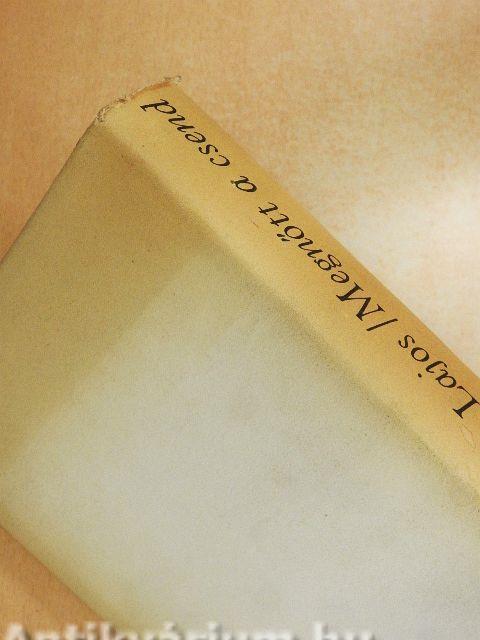 Lajos / Megnőtt a csend
Antikvárium.hu